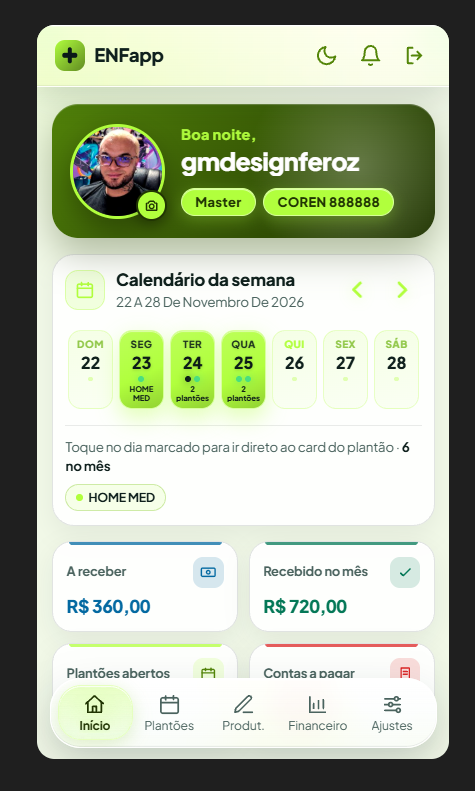 ENFapp
Boa noite,
gmdesignferoz
Master
COREN 888888
Calendário da semana
22 A 28 De Novembro De 2026
DOM
22
SEG
23
HOME
MED
TER
24
2
plantões
QUA
25
2
plantões
QUI
26
SEX
27
SÁB
28
Toque no dia marcado para ir direto ao card do plantão · 6
no mês
HOME MED
A receber
R$ 360,00
Recebido no mês
R$ 720,00
Plantões abertos
Contas a pagar
Início
Plantões
Produt.
Financeiro
Ajustes